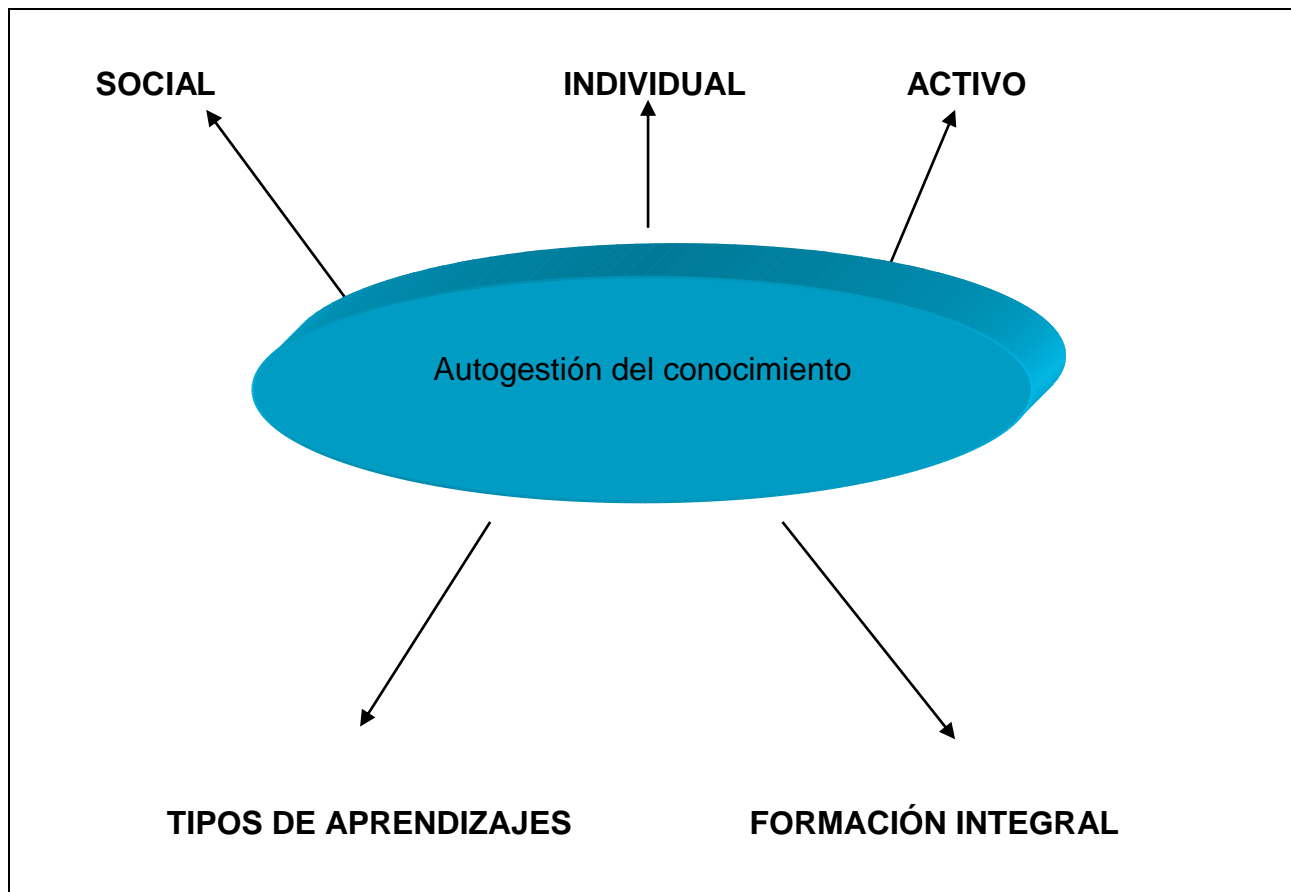 SOCIAL INDIVIDUAL ACTIVO
Autogestión del conocimiento
TIPOS DE APRENDIZAJES FORMACIÓN INTEGRAL